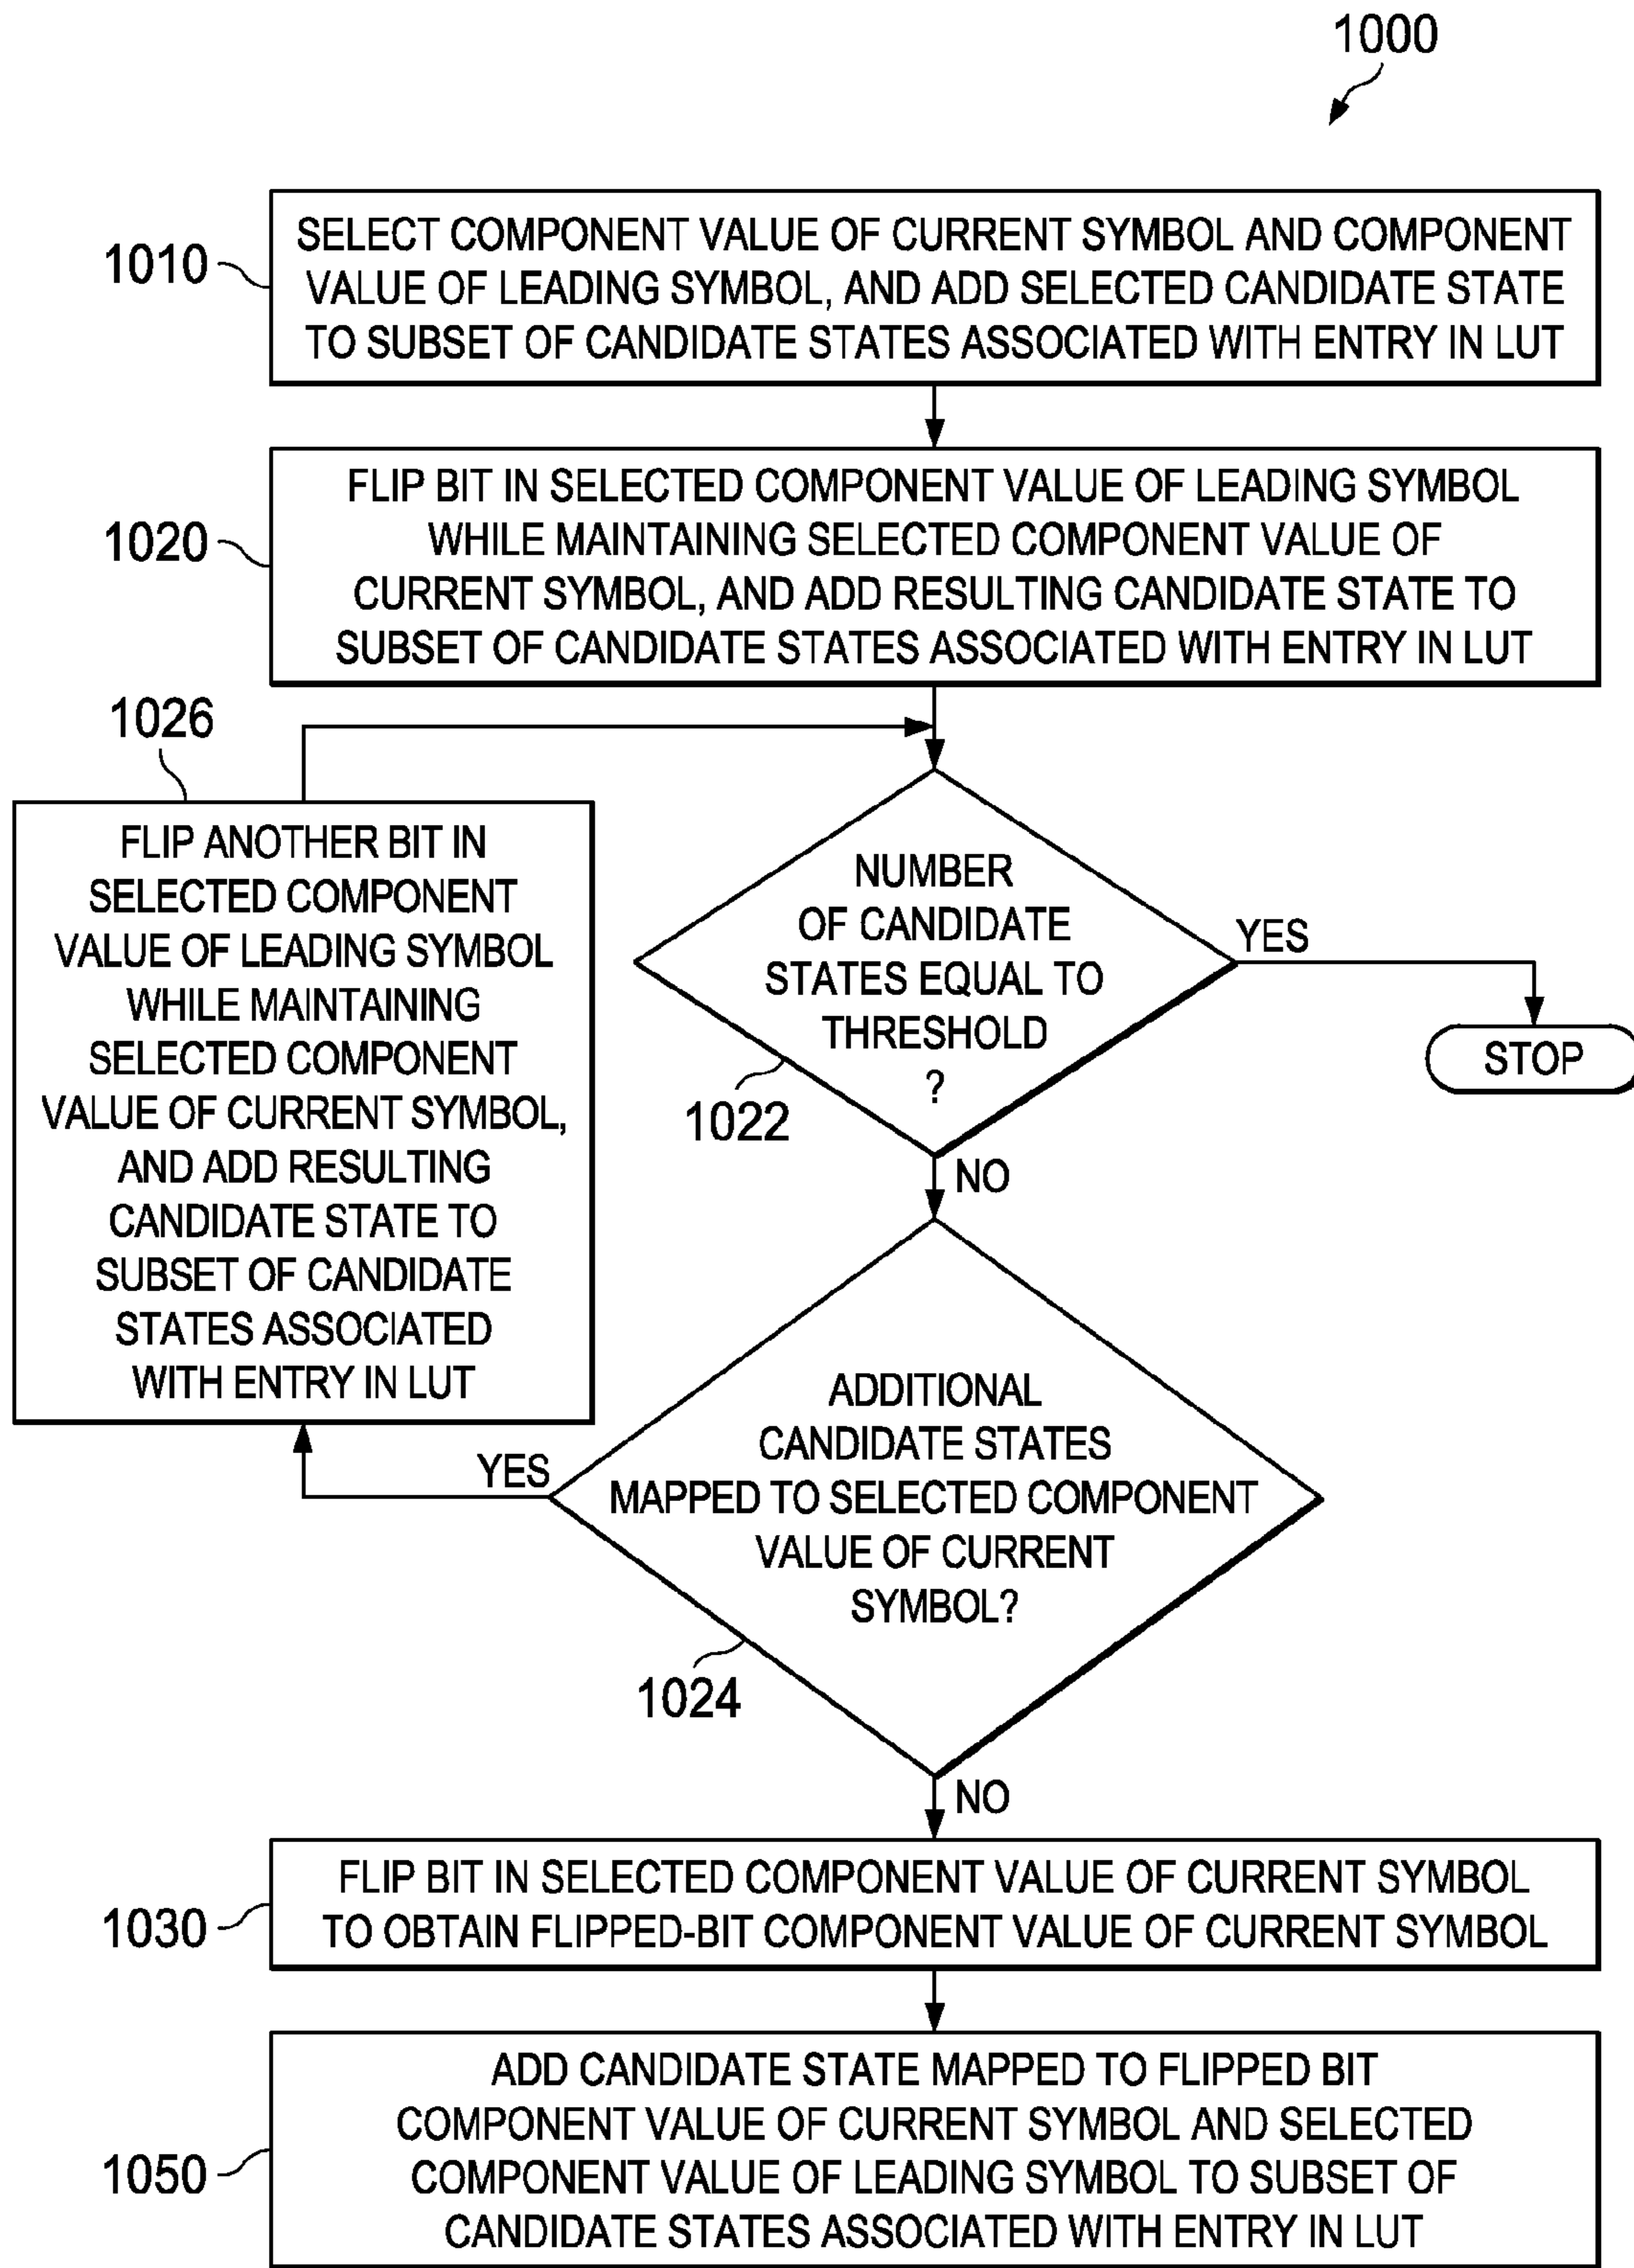 1000
1010
SELECT COMPONENT VALUE OF CURRENT SYMBOL AND COMPONENT
VALUE OF LEADING SYMBOL, AND ADD SELECTED CANDIDATE STATE
TO SUBSET OF CANDIDATE STATES ASSOCIATED WITH ENTRY IN LUT
1020
FLIP BIT IN SELECTED COMPONENT VALUE OF LEADING SYMBOL
WHILE MAINTAINING SELECTED COMPONENT VALUE OF
CURRENT SYMBOL, AND ADD RESULTING CANDIDATE STATE TO
SUBSET OF CANDIDATE STATES ASSOCIATED WITH ENTRY IN LUT
1026
FLIP ANOTHER BIT IN
SELECTED COMPONENT
VALUE OF LEADING SYMBOL
WHILE MAINTAINING
SELECTED COMPONENT
VALUE OF CURRENT SYMBOL,
AND ADD RESULTING
CANDIDATE STATE TO
SUBSET OF CANDIDATE
STATES ASSOCIATED
WITH ENTRY IN LUT
NUMBER
OF CANDIDATE
STATES EQUAL TO
THRESHOLD
?
1022
YES
STOP
NO
ADDITIONAL
CANDIDATE STATES
MAPPED TO SELECTED COMPONENT
VALUE OF CURRENT
SYMBOL?
YES
1024
NO
1030
FLIP BIT IN SELECTED COMPONENT VALUE OF CURRENT SYMBOL
TO OBTAIN FLIPPED-BIT COMPONENT VALUE OF CURRENT SYMBOL
1050
ADD CANDIDATE STATE MAPPED TO FLIPPED BIT
COMPONENT VALUE OF CURRENT SYMBOL AND SELECTED
COMPONENT VALUE OF LEADING SYMBOL TO SUBSET OF
CANDIDATE STATES ASSOCIATED WITH ENTRY IN LUT